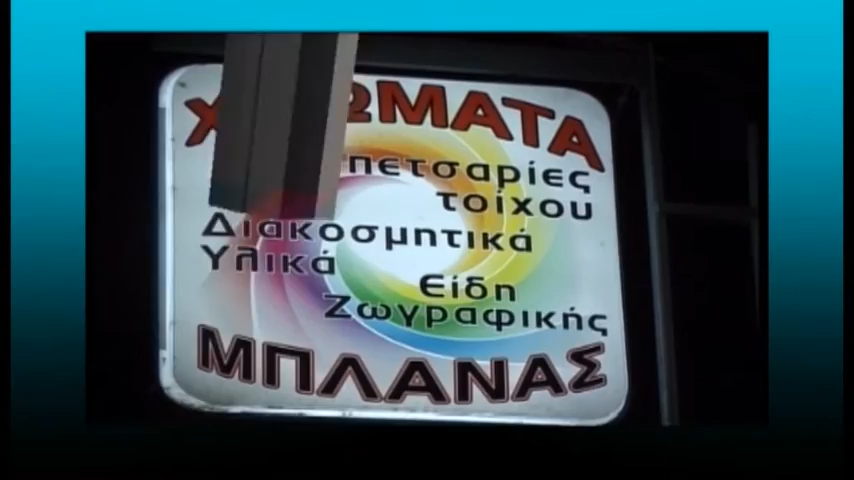 πετσαρίες
τοίχου
Διακοσμητικά
Υλικά
Είδη
Ζωγραφικής
ΜΠΛΑΝΑΣ